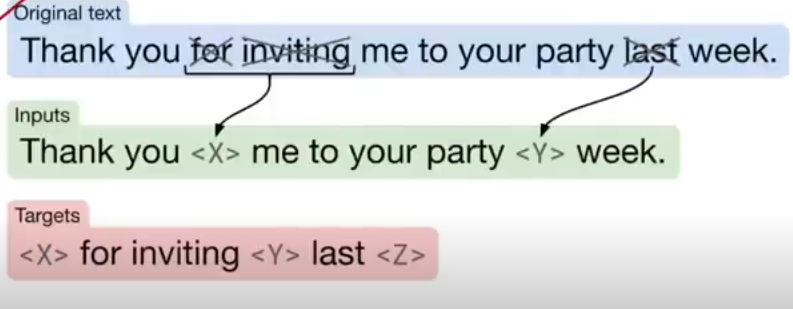 Original text
Thank you for inviting me to your party last week.
Inputs
Thank you <X> me to your party <Y> week.
Targets
<X> for inviting <Y> last <Z>